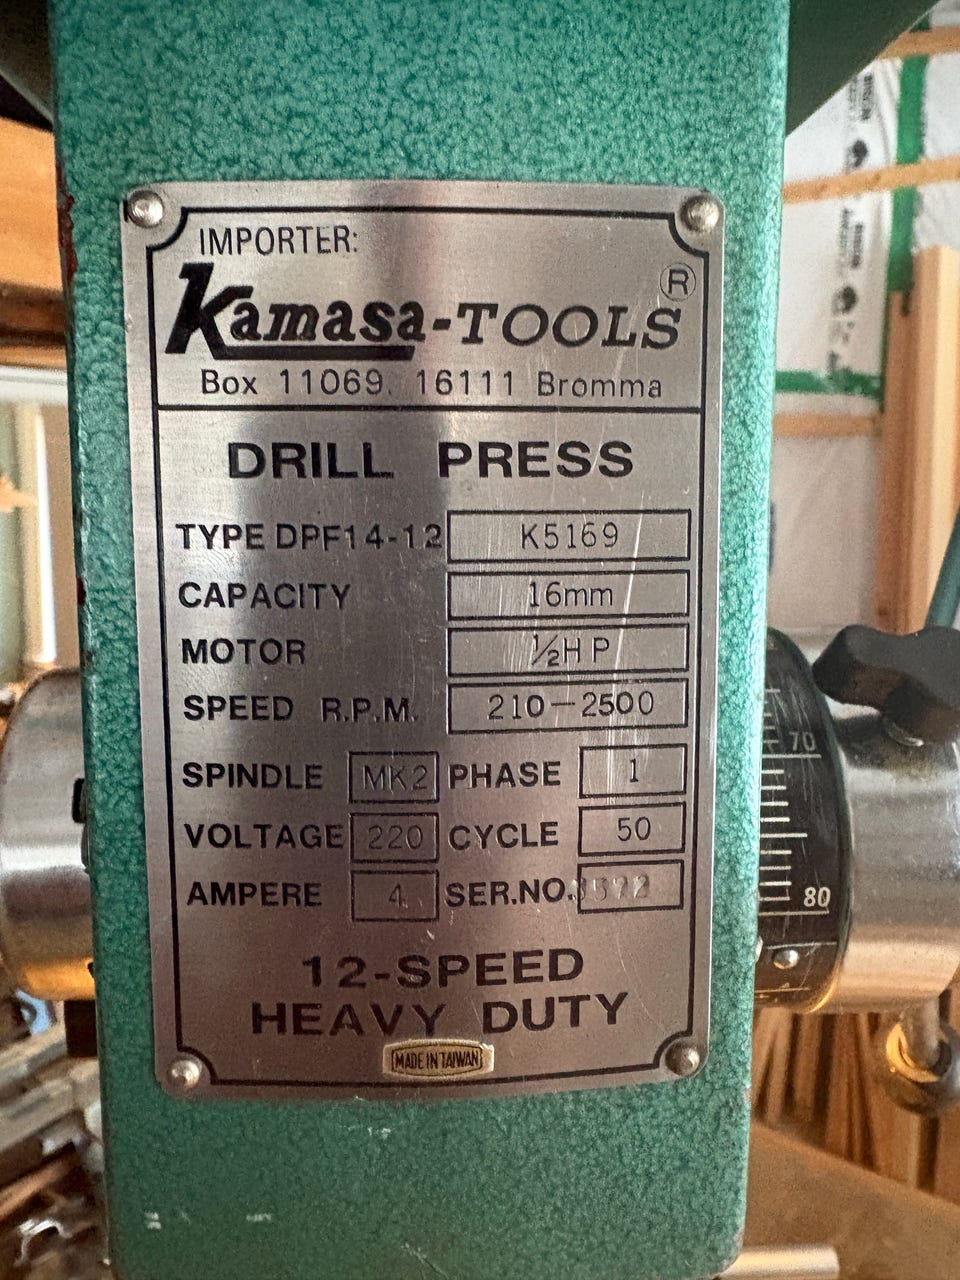 IMPORTER:
Kamasa-TOOLS ®
Box 11069. 16111 Bromma
DRILL PRESS
TYPE DPF14-12 K5169
CAPACITY 16mm
MOTOR ½HP
SPEED R.P.M. 210-2500
SPINDLE MK2 PHASE 1
VOLTAGE 220 CYCLE 50
AMPERE 4 SER.NO.
12-SPEED
HEAVY DUTY
MADE IN TAIWAN
70
80